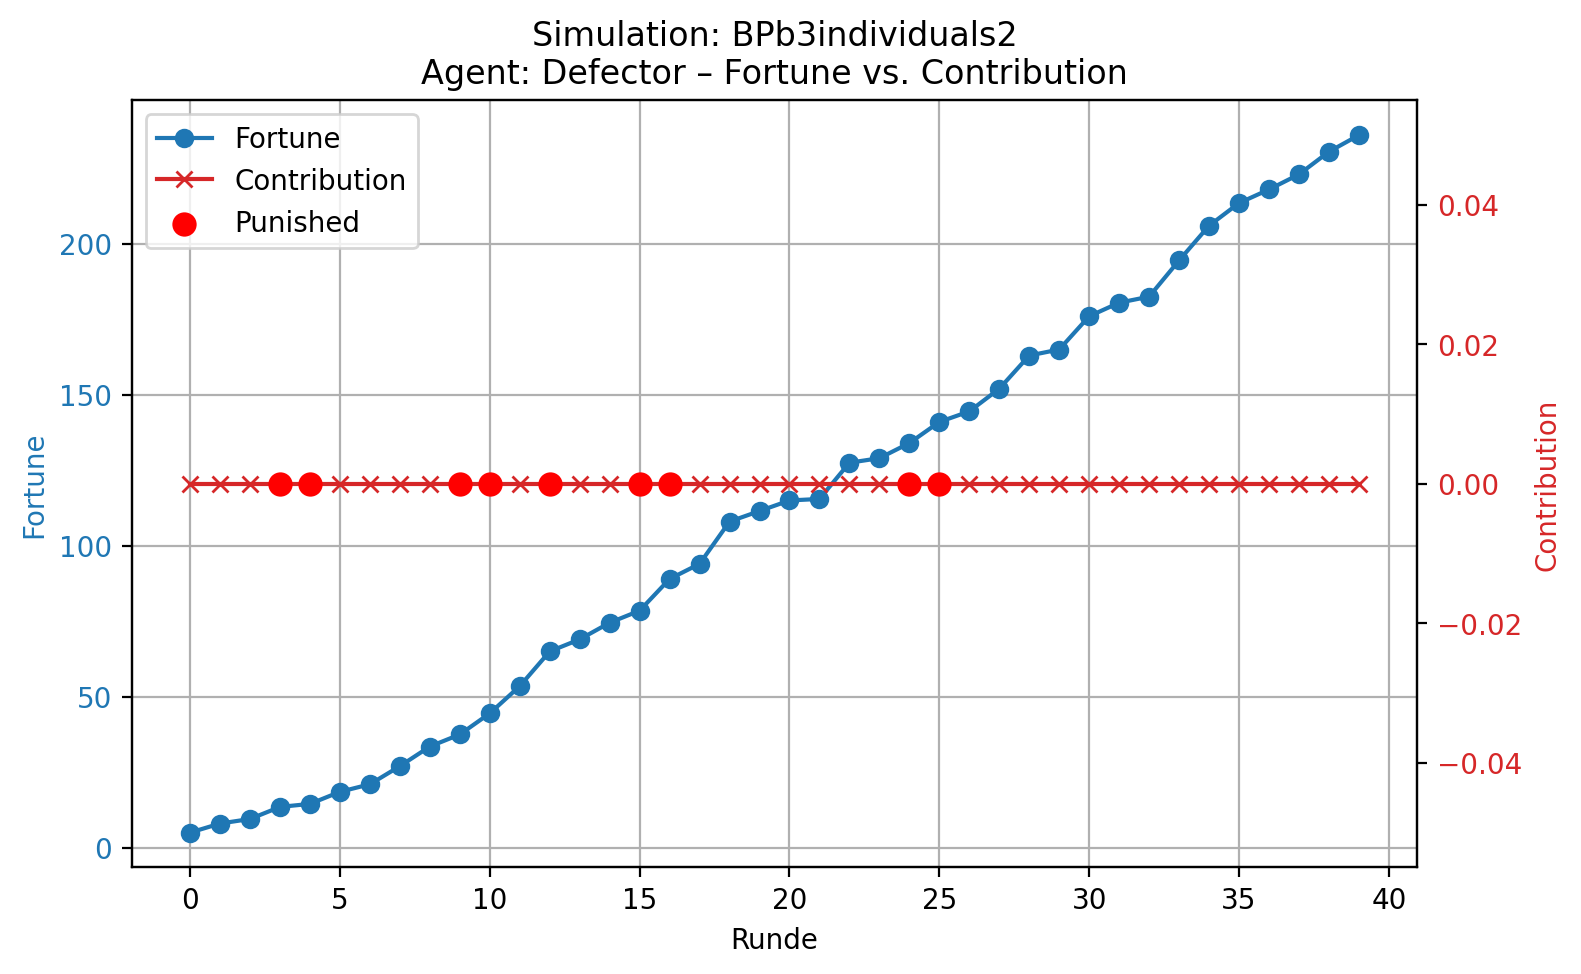 Simulation: BPb3individuals2
Agent: Defector – Fortune vs. Contribution
Fortune
Contribution
Punished
200
150
100
50
0
Fortune
0.04
0.02
0.00
−0.02
−0.04
Contribution
0 5 10 15 20 25 30 35 40
Runde